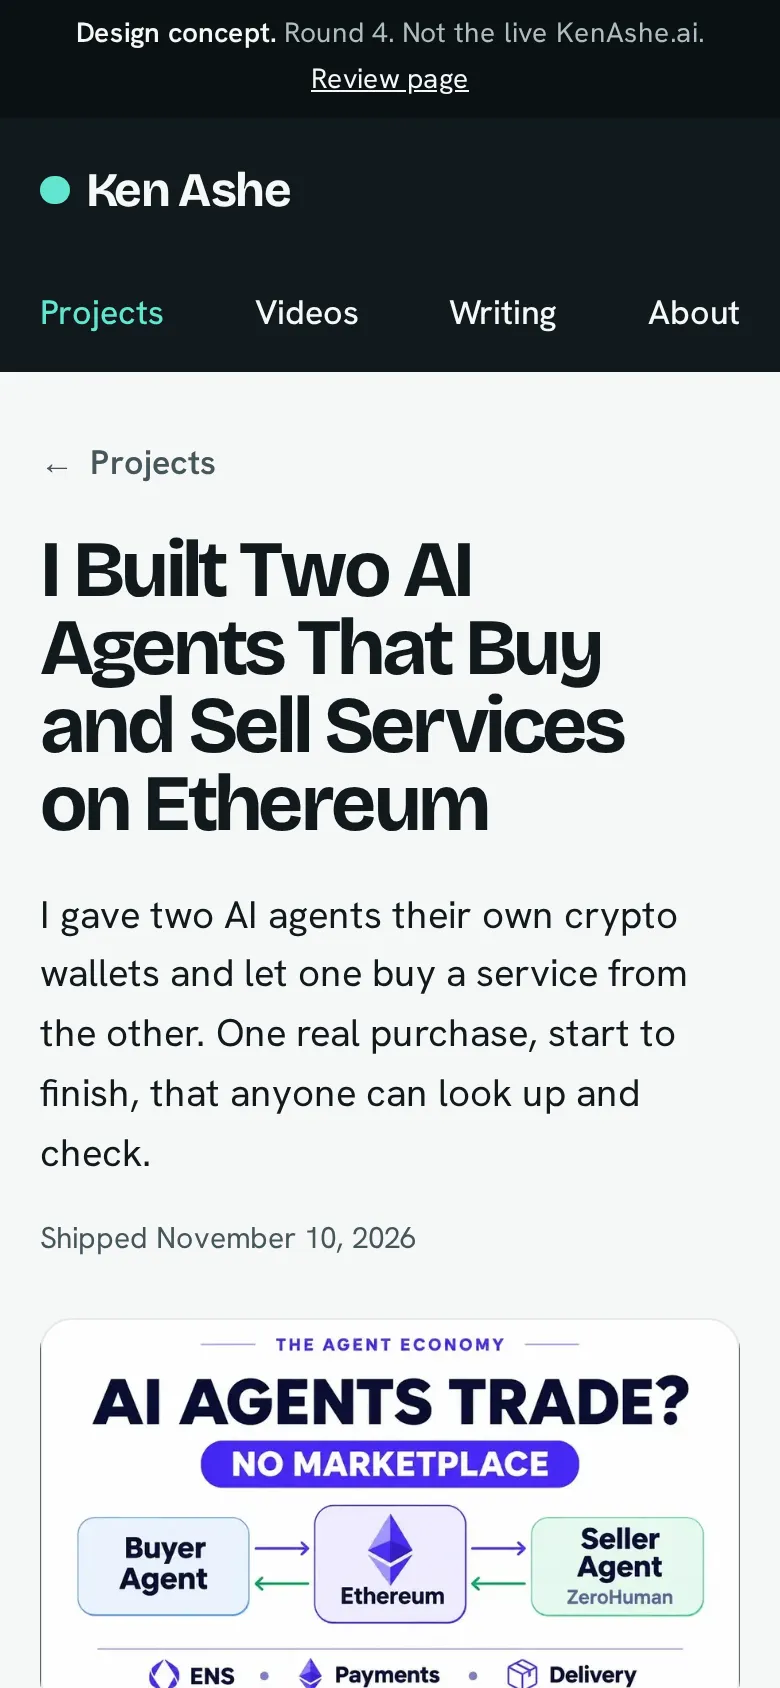 Design concept. Round 4. Not the live KenAshe.ai.
Review page
Ken Ashe
Projects Videos Writing About
← Projects
I Built Two AI
Agents That Buy
and Sell Services
on Ethereum
I gave two AI agents their own crypto
wallets and let one buy a service from
the other. One real purchase, start to
finish, that anyone can look up and
check.
Shipped November 10, 2026
THE AGENT ECONOMY
AI AGENTS TRADE?
NO MARKETPLACE
Buyer
Agent
Ethereum
Seller
Agent
ZeroHuman
ENS • Payments • Delivery